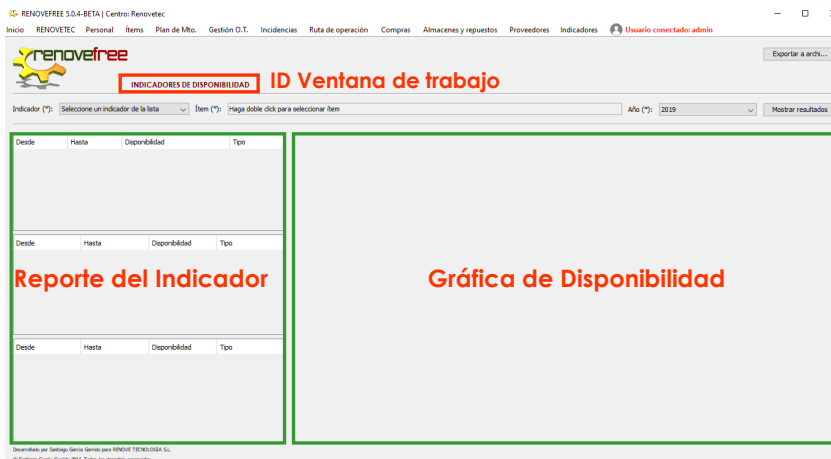 RENOVEFREE 5.0.4-BETA | Centro: Renovetec
Inicio RENOVETEC Personal Ítems Plan de Mto. Gestión O.T. Incidencias Ruta de operación Compras Almacenes y repuestos Proveedores Indicadores Usuario conectado: admin
renovefree
Exportar a archi...
INDICADORES DE DISPONIBILIDAD ID Ventana de trabajo
Indicador (*): Seleccione un indicador de la lista Ítem (*): Haga doble click para seleccionar ítem Año (*): 2019 Mostrar resultados
Desde Hasta Disponibilidad Tipo
Desde Hasta Disponibilidad Tipo
Reporte del Indicador Gráfica de Disponibilidad
Desde Hasta Disponibilidad Tipo
Desarrollado por Santiago García Garrido para RENOVE TECNOLOGÍA S.L.